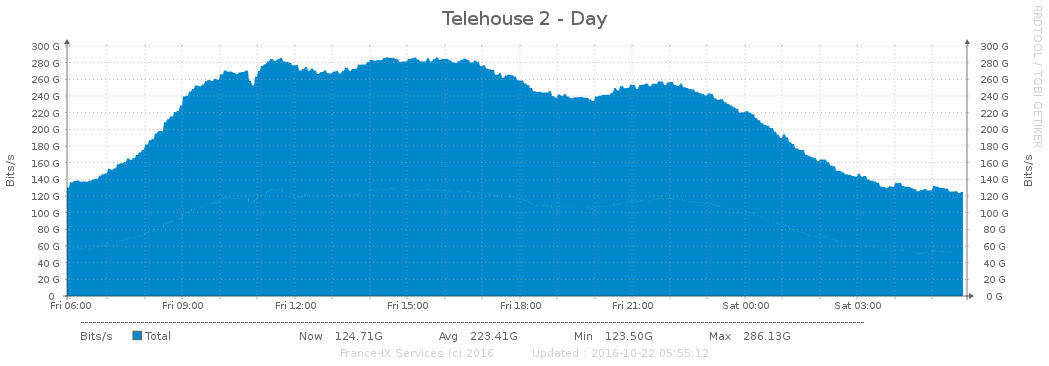 Telehouse 2 - Day
RRDTOOL / TOBI OETIKER
Bits/s
300 G 300 G
280 G 280 G
260 G 260 G
240 G 240 G
220 G 220 G
200 G 200 G
180 G 180 G
160 G 160 G
140 G 140 G
120 G 120 G
100 G 100 G
80 G 80 G
60 G 60 G
40 G 40 G
20 G 20 G
0 0 G
Bits/s
Fri 06:00 Fri 09:00 Fri 12:00 Fri 15:00 Fri 18:00 Fri 21:00 Sat 00:00 Sat 03:00
Bits/s Total Now 124.71G Avg 223.41G Min 123.50G Max 286.13G
France-IX Services (c) 2016 Updated : 2016-10-22 05:55:12